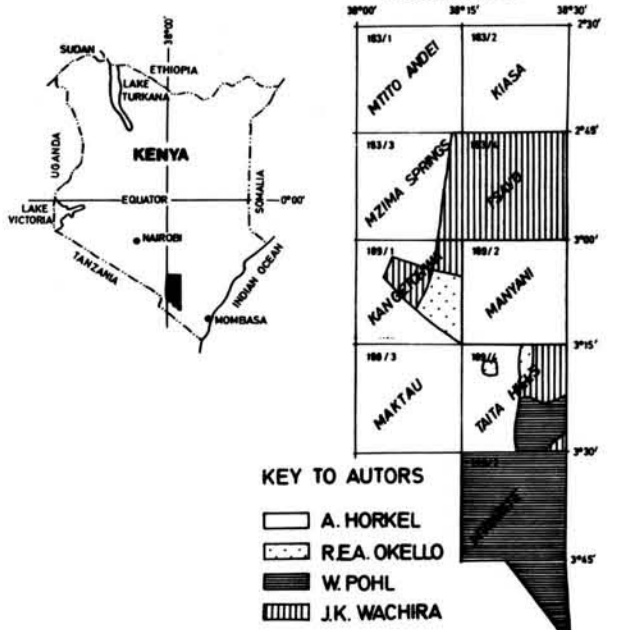 38°00'
SUDAN
ETHIOPIA
LAKE
TURKANA
UGANDA
KENYA
SOMALIA
EQUATOR
0°00'
LAKE
VICTORIA
NAIROBI
TANZANIA
INDIAN OCEAN
MOMBASA
38°00'
38°15'
38°30'
2°30'
183/1
MTITO ANDEI
183/2
KIASA
2°45'
183/3
MZIMA SPRINGS
183/4
TSAVO
3°00'
189/1
189/2
MANYANI
3°15'
MAKTAU
189/4
TAITA HILLS
3°30'
3°45'
KEY TO AUTORS
A. HORKEL
R.E.A. OKELLO
W. POHL
J.K. WACHIRA